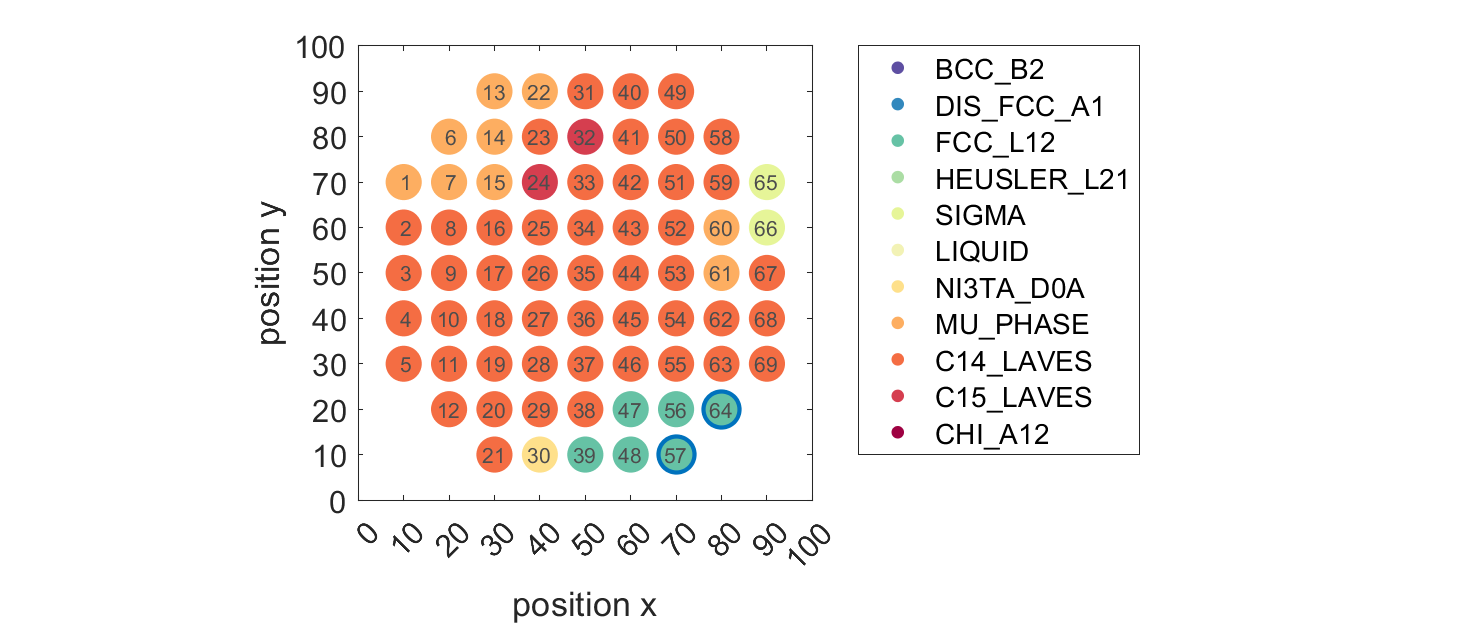 100
90
80
70
60
50
40
30
20
10
0
position y
13 22 31 40 49
6 14 23 32 41 50 58
1 7 15 24 33 42 51 59 65
2 8 16 25 34 43 52 60 66
3 9 17 26 35 44 53 61 67
4 10 18 27 36 45 54 62 68
5 11 19 28 37 46 55 63 69
12 20 29 38 47 56 64
21 30 39 48 57
0 10 20 30 40 50 60 70 80 90 100
position x
BCC_B2
DIS_FCC_A1
FCC_L12
HEUSLER_L21
SIGMA
LIQUID
NI3TA_D0A
MU_PHASE
C14_LAVES
C15_LAVES
CHI_A12